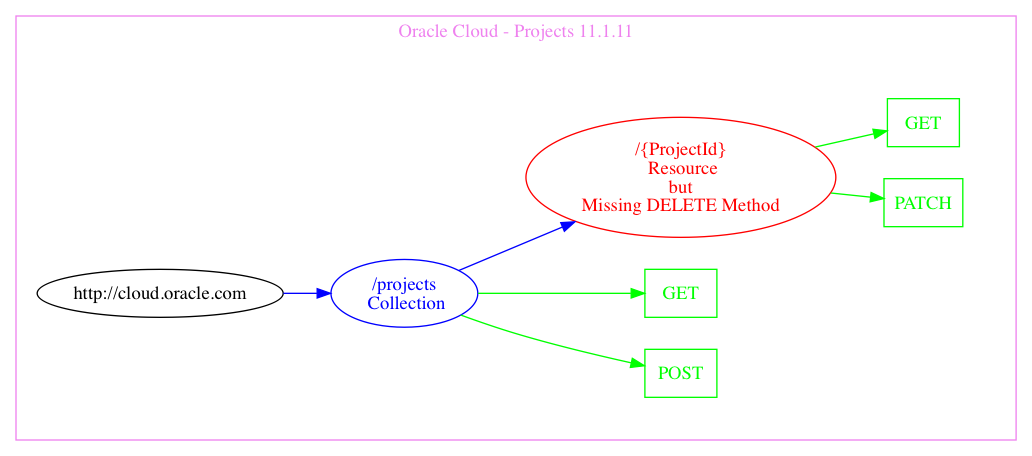 Oracle Cloud - Projects 11.1.11
http://cloud.oracle.com
/projects
Collection
/{ProjectId}
Resource
but
Missing DELETE Method
GET
PATCH
GET
POST